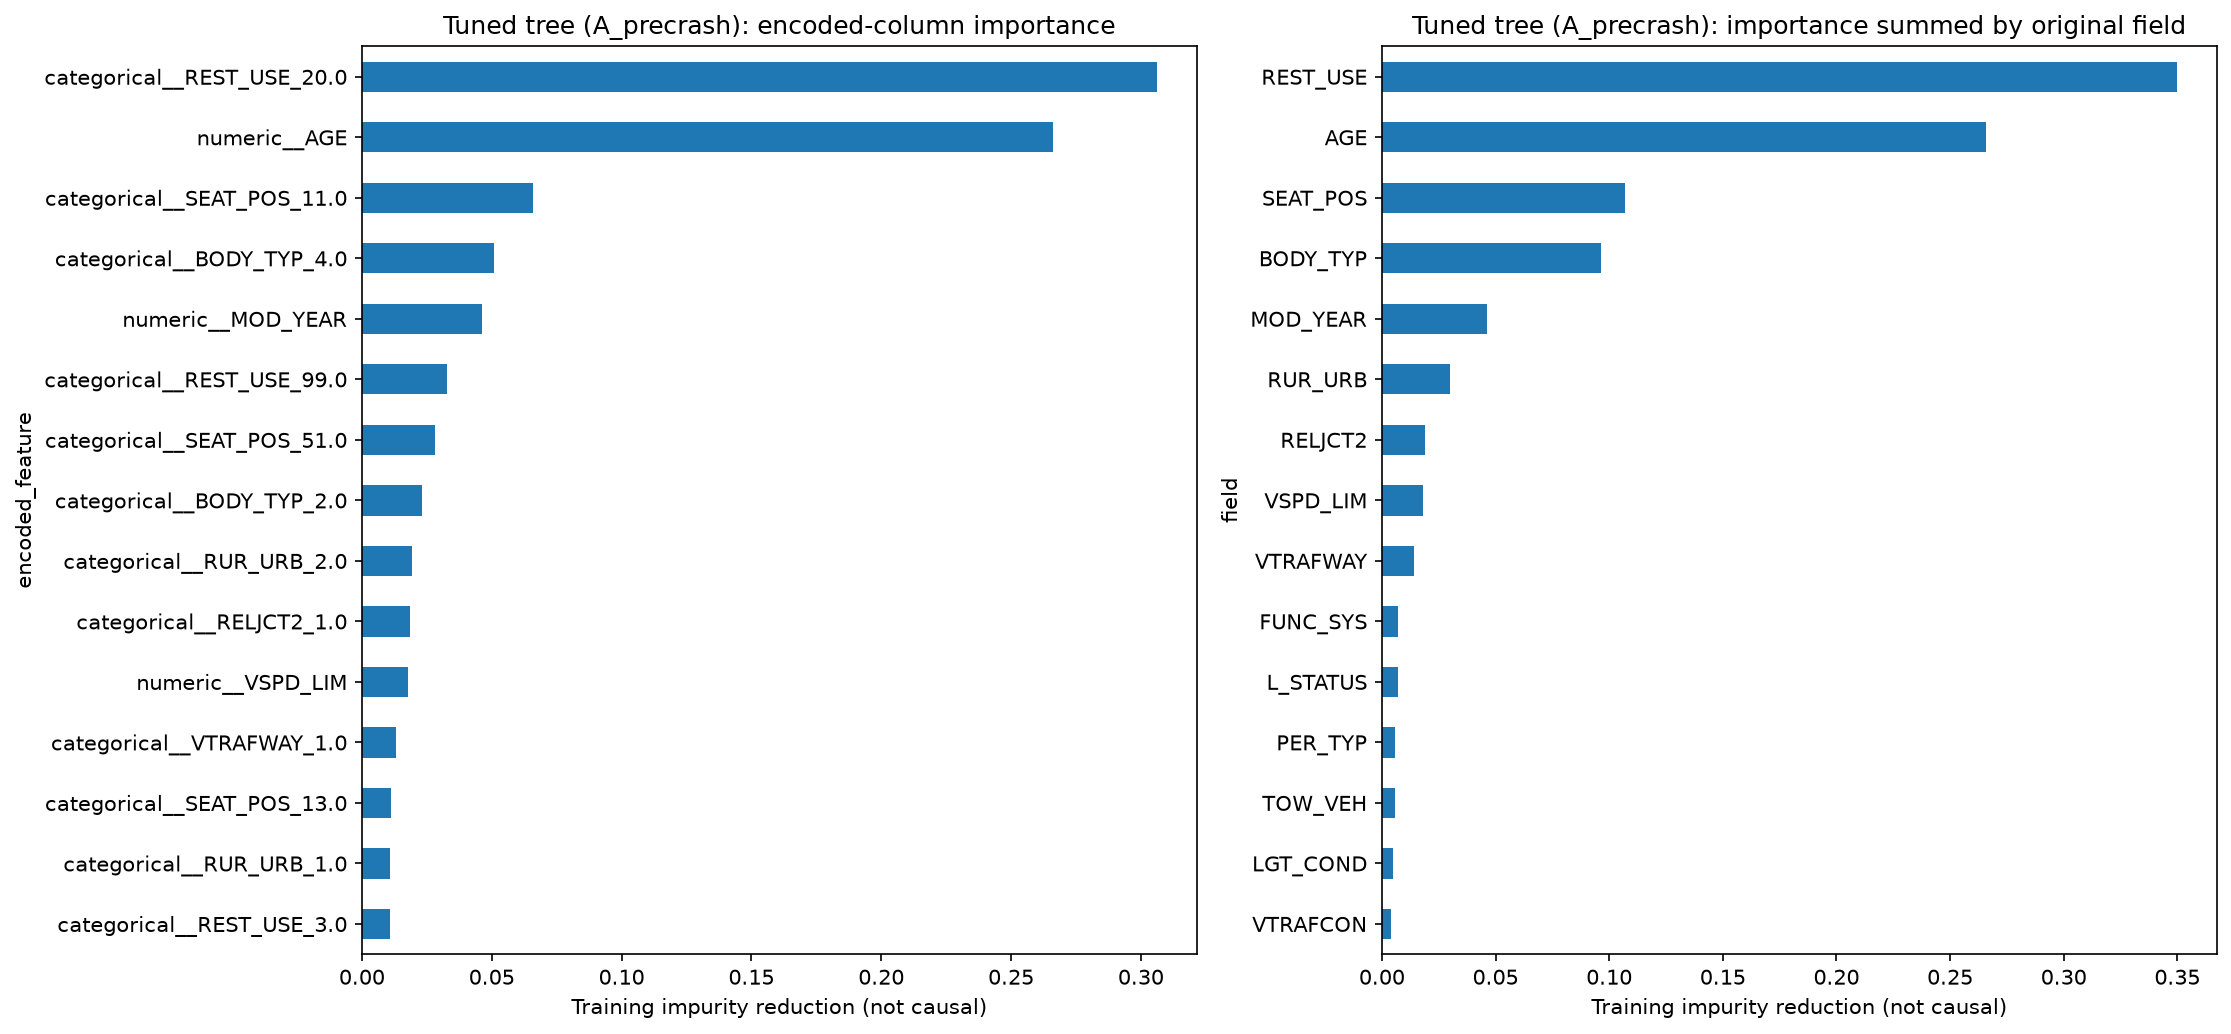 Tuned tree (A_precrash): encoded-column importance
encoded_feature
categorical__REST_USE_20.0
numeric__AGE
categorical__SEAT_POS_11.0
categorical__BODY_TYP_4.0
numeric__MOD_YEAR
categorical__REST_USE_99.0
categorical__SEAT_POS_51.0
categorical__BODY_TYP_2.0
categorical__RUR_URB_2.0
categorical__RELJCT2_1.0
numeric__VSPD_LIM
categorical__VTRAFWAY_1.0
categorical__SEAT_POS_13.0
categorical__RUR_URB_1.0
categorical__REST_USE_3.0
0.00 0.05 0.10 0.15 0.20 0.25 0.30
Training impurity reduction (not causal)
Tuned tree (A_precrash): importance summed by original field
field
REST_USE
AGE
SEAT_POS
BODY_TYP
MOD_YEAR
RUR_URB
RELJCT2
VSPD_LIM
VTRAFWAY
FUNC_SYS
L_STATUS
PER_TYP
TOW_VEH
LGT_COND
VTRAFCON
0.00 0.05 0.10 0.15 0.20 0.25 0.30 0.35
Training impurity reduction (not causal)